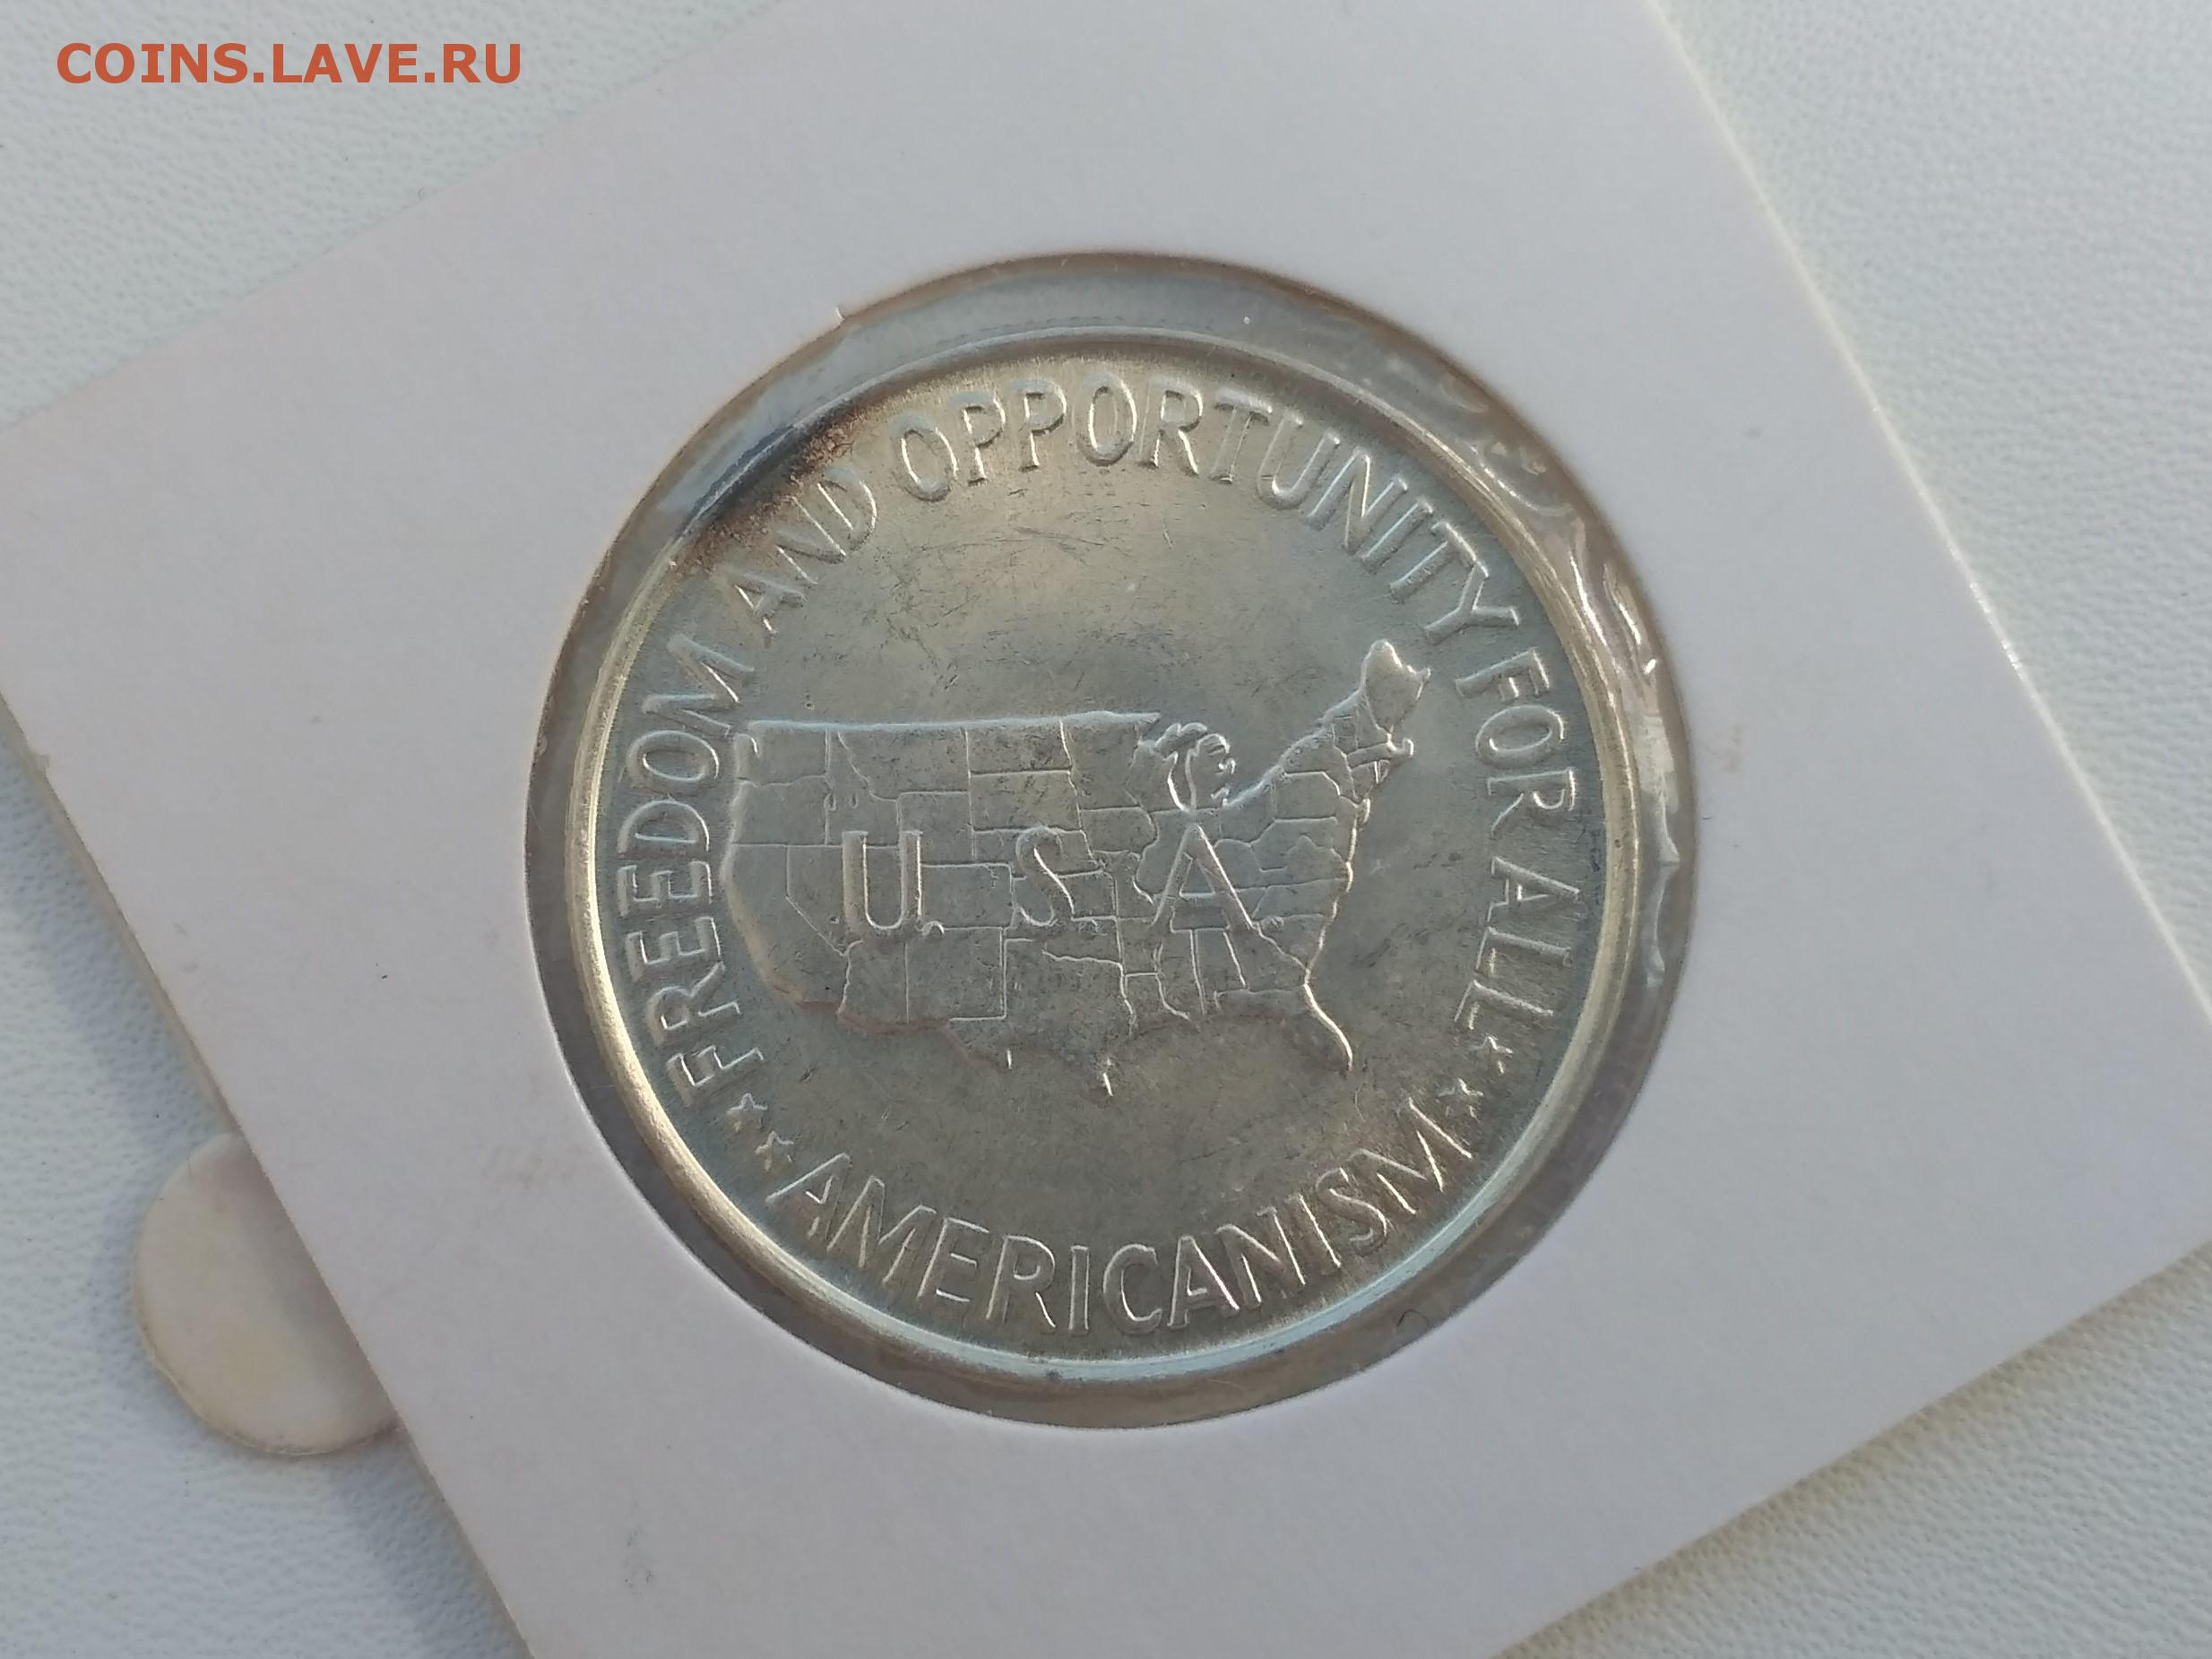 COINS.LAVE.RU
FREEDOM AND OPPORTUNITY FOR ALL
U.S.A.
AMERICANISM